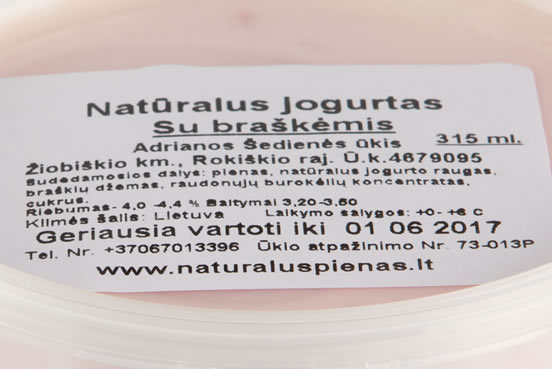 Natūralus jogurtas
Su braškėmis
Adrianos Šedienės ūkis 315 ml.
Žiobiškio km., Rokiškio raj. Ū.k.4679095
Sudedamosios dalys: pienas, natūralus jogurto raugas,
braškių džemas, raudonųjų burokėlių koncentratas,
cukrus.
Riebumas- 4,0 -4,4 % Baltymai 3,20-3,60
Kilmės šalis: Lietuva Laikymo sąlygos: +0- +6 C
Geriausia vartoti iki 01 06 2017
Tel. Nr. +37067013396 Ūkio atpažinimo Nr. 73-013P
www.naturaluspienas.lt